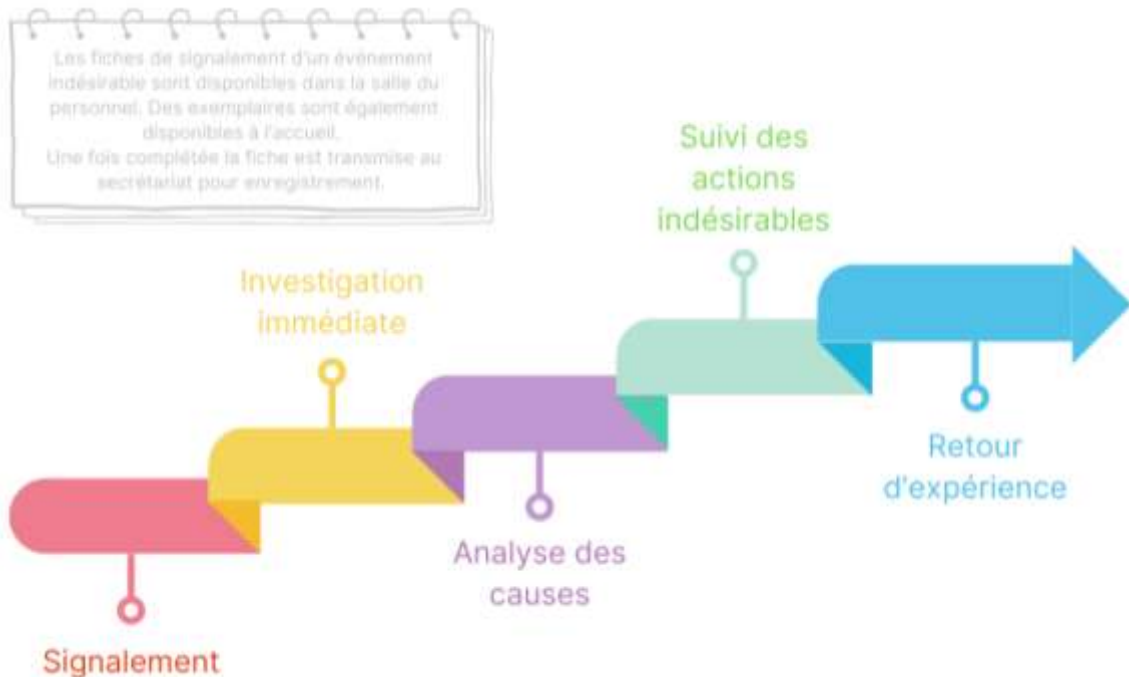 Les fiches de signalement d'un évènement
indésirable sont disponibles dans la salle du
personnel. Des exemplaires sont également
disponibles à l'accueil.
Une fois complétée la fiche est transmise au
secrétariat pour enregistrement.
Suivi des
actions
indésirables
Investigation
immédiate
Retour
d'expérience
Analyse des
causes
Signalement